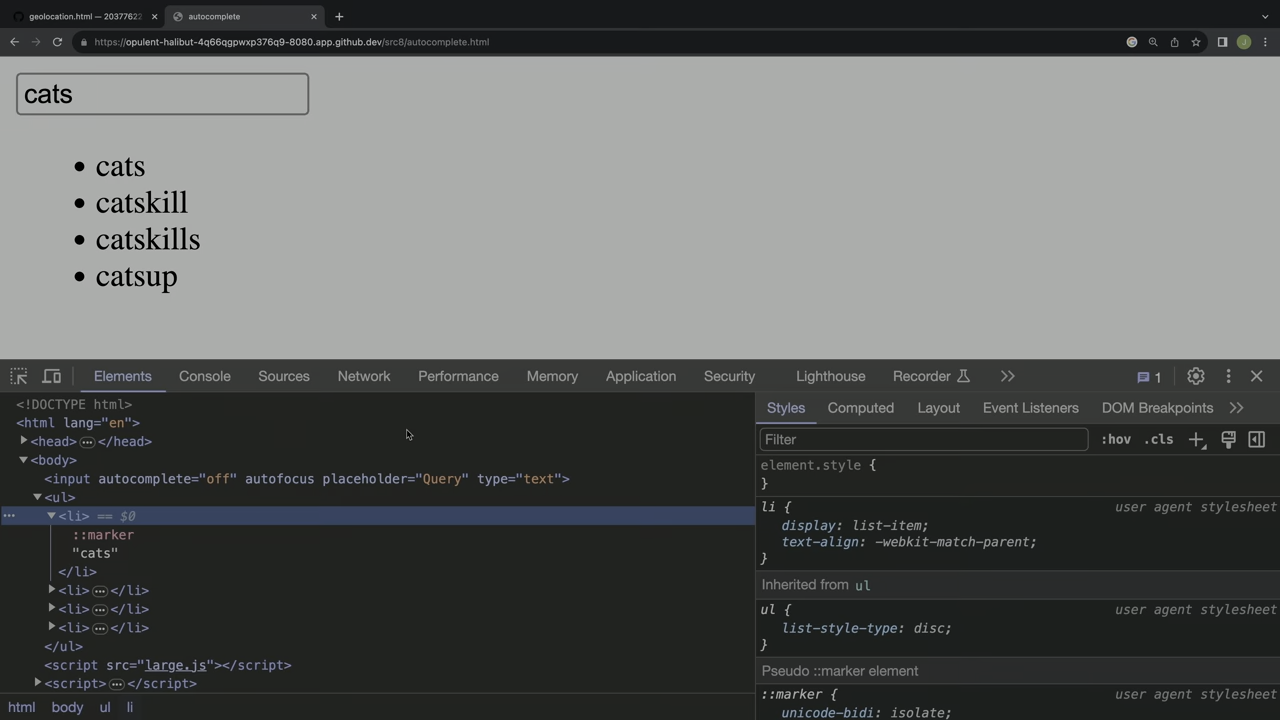 geolocation.html — 20377622
autocomplete
https://opulent-halibut-4q66qgpwxp376q9-8080.app.github.dev/src8/autocomplete.html
J
cats
• cats
• catskill
• catskills
• catsup
Elements Console Sources Network Performance Memory Application Security Lighthouse Recorder 1
<!DOCTYPE html>
<html lang="en">
<head> ••• </head>
<body>
<input autocomplete="off" autofocus placeholder="Query" type="text">
<ul>
••• <li> == $0
::marker
"cats"
</li>
<li> ••• </li>
<li> ••• </li>
<li> ••• </li>
</ul>
<script src="large.js"></script>
<script> ••• </script>
html body ul li
Styles Computed Layout Event Listeners DOM Breakpoints
Filter :hov .cls
element.style {
}
li { user agent stylesheet
display: list-item;
text-align: -webkit-match-parent;
}
Inherited from ul
ul { user agent stylesheet
list-style-type: disc;
}
Pseudo ::marker element
::marker { user agent stylesheet
unicode-bidi: isolate;